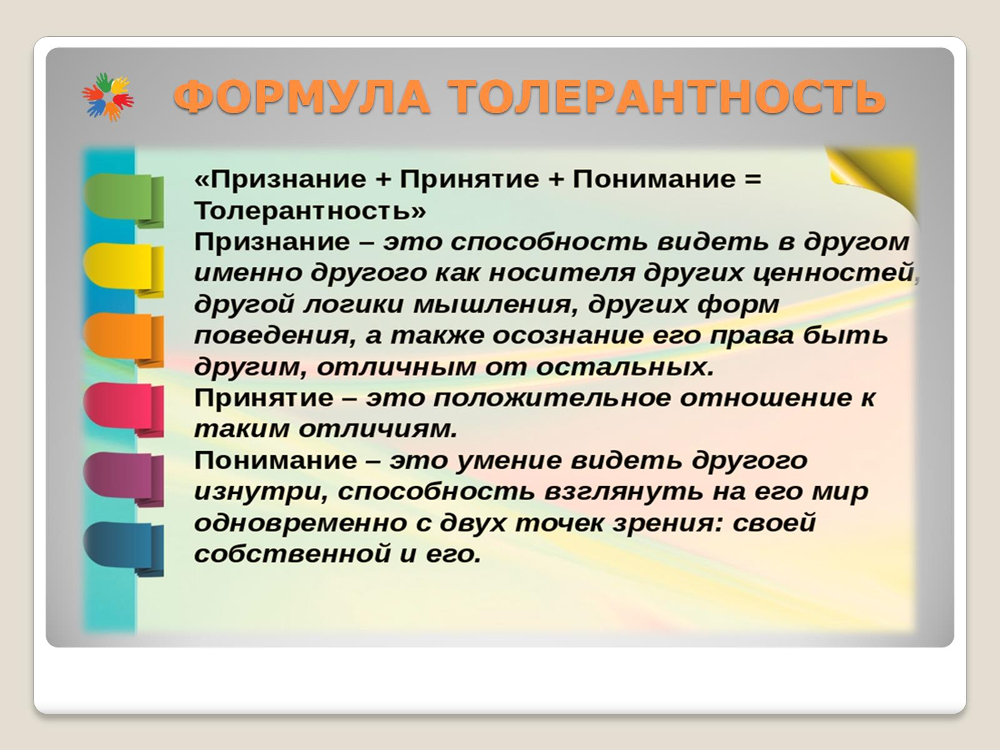 ФОРМУЛА ТОЛЕРАНТНОСТЬ
«Признание + Принятие + Понимание =
Толерантность»
Признание – это способность видеть в другом
именно другого как носителя других ценностей,
другой логики мышления, других форм
поведения, а также осознание его права быть
другим, отличным от остальных.
Принятие – это положительное отношение к
таким отличиям.
Понимание – это умение видеть другого
изнутри, способность взглянуть на его мир
одновременно с двух точек зрения: своей
собственной и его.